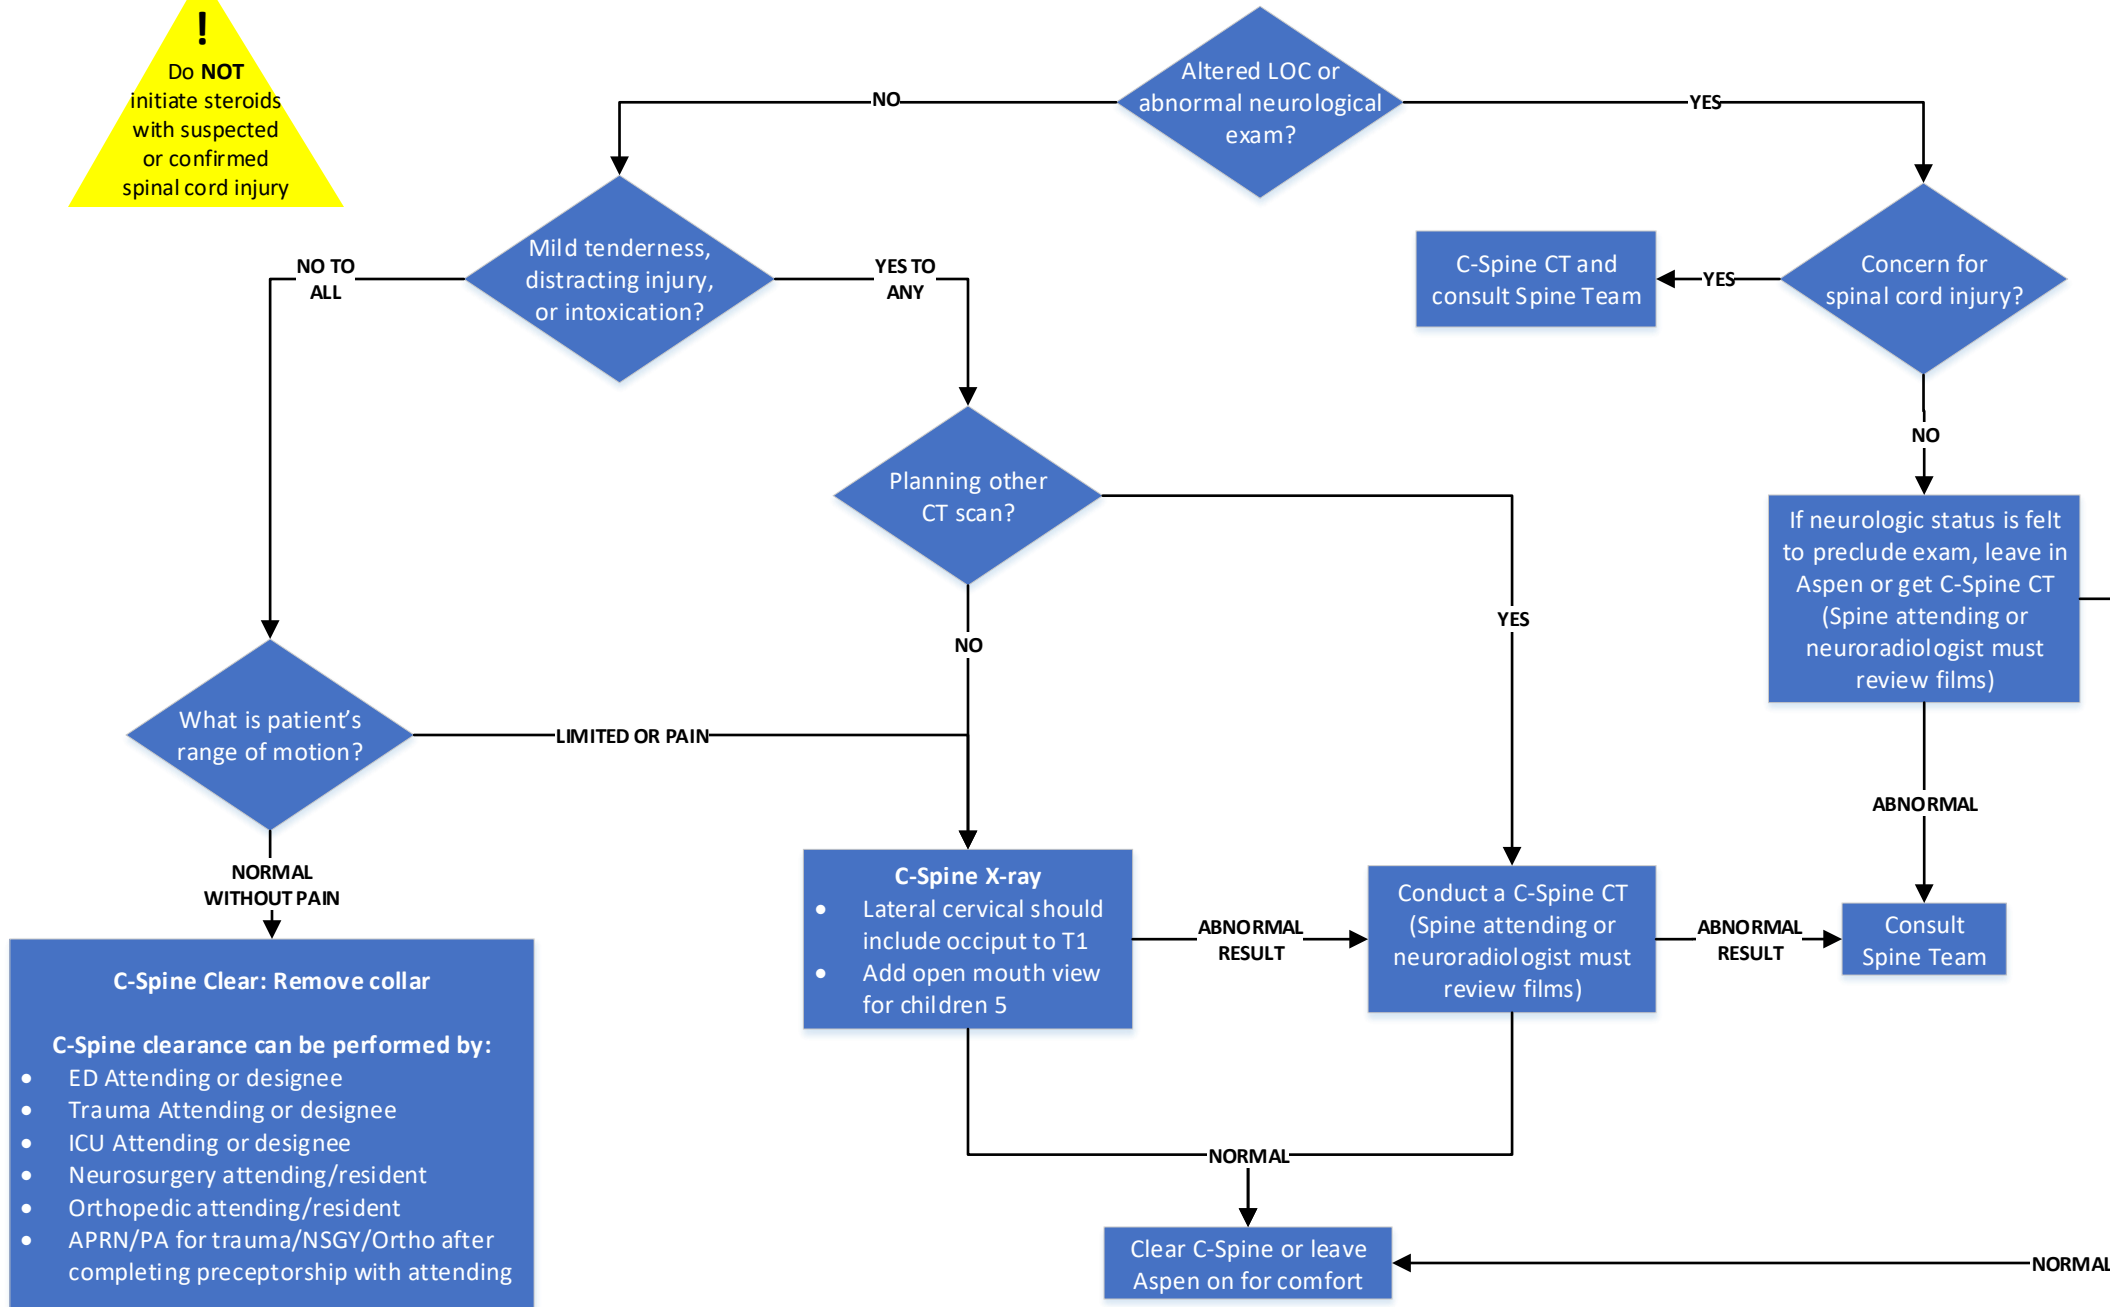 !
Do NOT
initiate steroids
with suspected
or confirmed
spinal cord injury
Altered LOC or
abnormal neurological
exam?
NO
YES
Mild tenderness,
distracting injury,
or intoxication?
NO TO
ALL
YES TO
ANY
C-Spine CT and
consult Spine Team
YES
Concern for
spinal cord injury?
NO
Planning other
CT scan?
If neurologic status is felt
to preclude exam, leave in
Aspen or get C-Spine CT
(Spine attending or
neuroradiologist must
review films)
YES
NO
What is patient's
range of motion?
LIMITED OR PAIN
ABNORMAL
NORMAL
WITHOUT PAIN
C-Spine X-ray
• Lateral cervical should
include occiput to T1
• Add open mouth view
for children 5
ABNORMAL
RESULT
Conduct a C-Spine CT
(Spine attending or
neuroradiologist must
review films)
ABNORMAL
RESULT
Consult
Spine Team
C-Spine Clear: Remove collar
C-Spine clearance can be performed by:
• ED Attending or designee
• Trauma Attending or designee
• ICU Attending or designee
• Neurosurgery attending/resident
• Orthopedic attending/resident
• APRN/PA for trauma/NSGY/Ortho after
completing preceptorship with attending
NORMAL
Clear C-Spine or leave
Aspen on for comfort
NORMAL